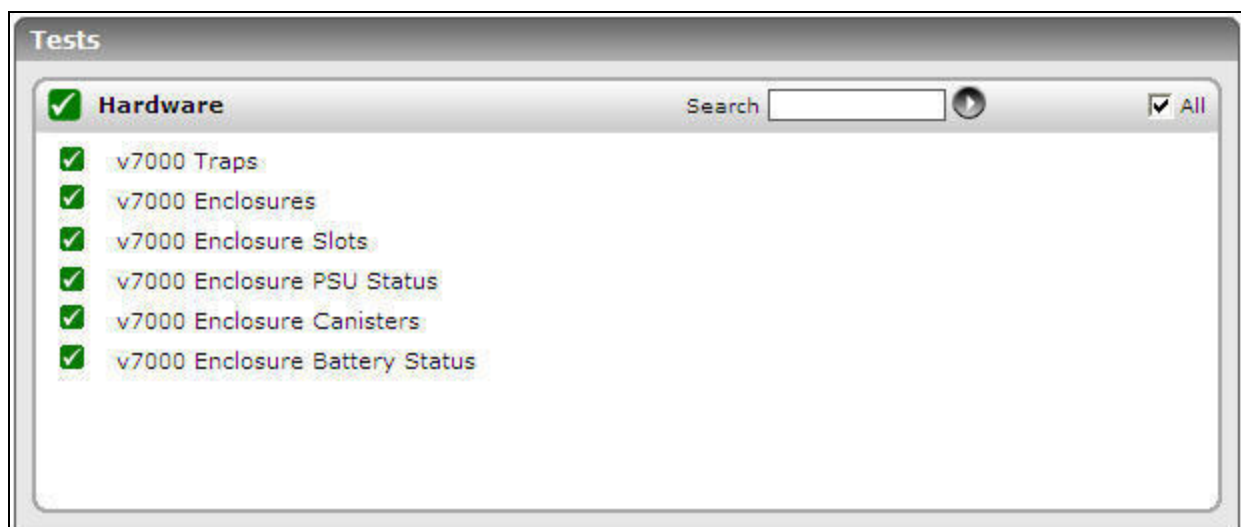 Tests
Hardware Search All
v7000 Traps
v7000 Enclosures
v7000 Enclosure Slots
v7000 Enclosure PSU Status
v7000 Enclosure Canisters
v7000 Enclosure Battery Status